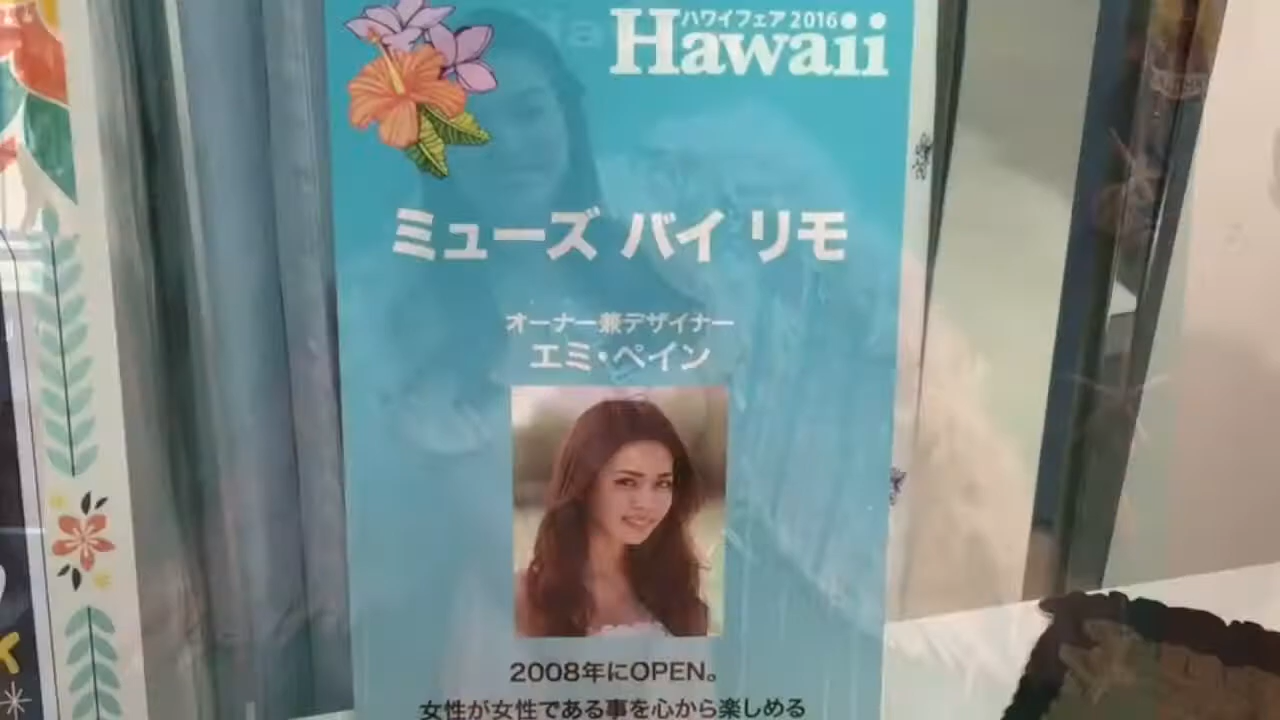 ハワイフェア2016
Hawaii
ミューズ バイ リモ
オーナー兼デザイナー
エミ・ペイン
2008年にOPEN。
女性が女性である事を心から楽しめる